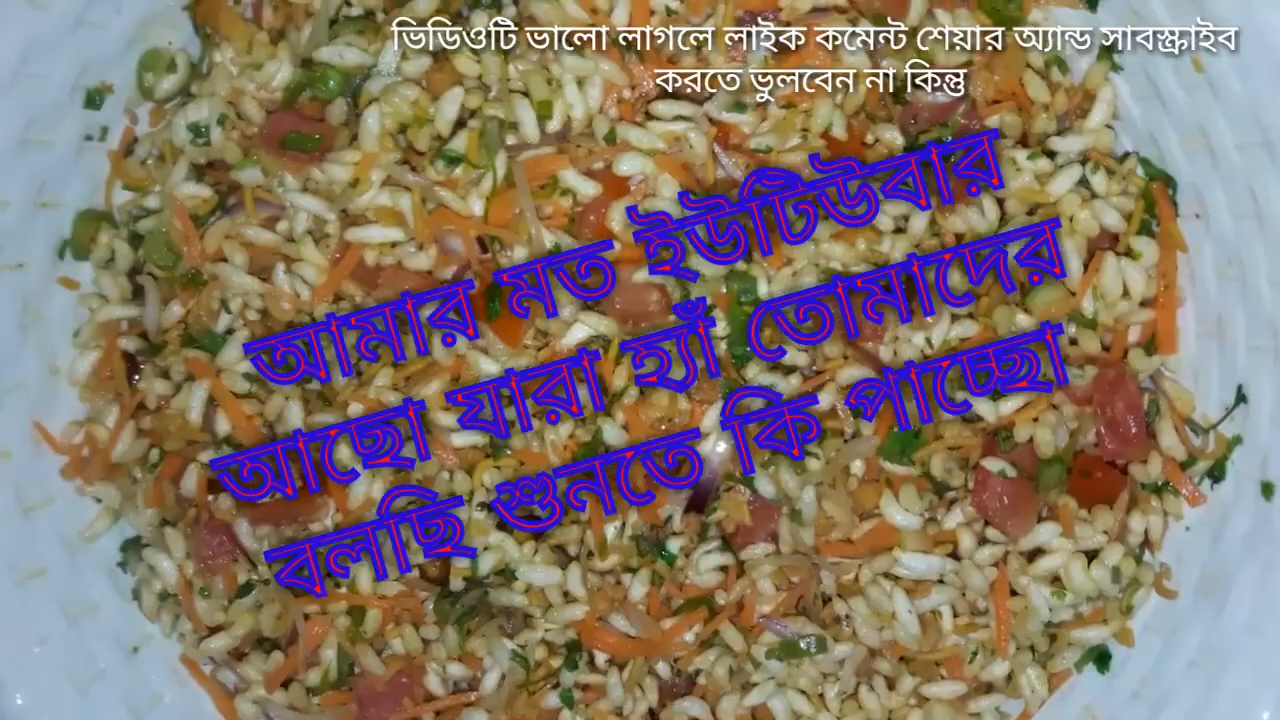 ভিডিওটি ভালো লাগলে লাইক কমেন্ট শেয়ার অ্যান্ড সাবস্ক্রাইব
করতে ভুলবেন না কিন্তু
আমার মত ইউটিউবার
আছো যারা হ্যাঁ তোমাদের
বলছি শুনতে কি পাচ্ছো